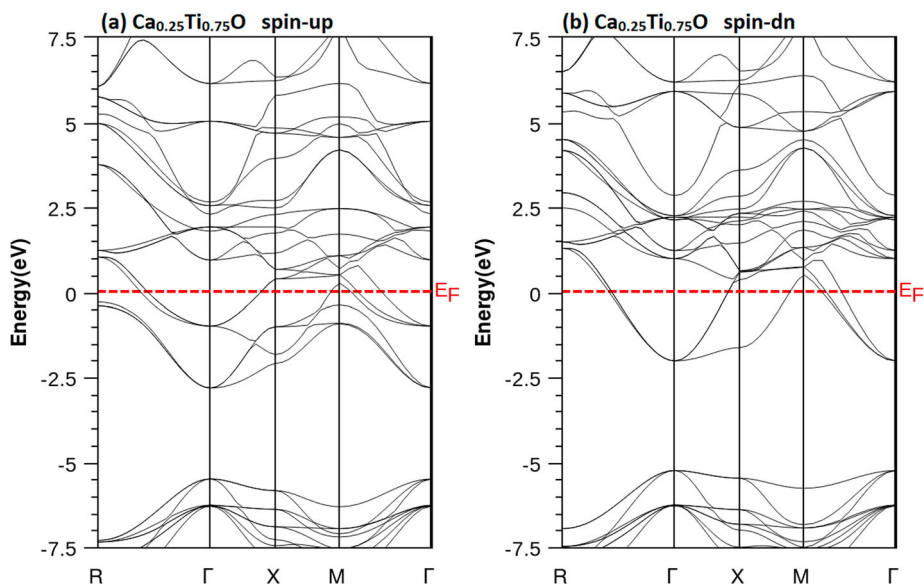 (a) Ca0.25Ti0.75O spin-up
(b) Ca0.25Ti0.75O spin-dn
Energy(eV)
7.5
5
2.5
0
-2.5
-5
-7.5
R Γ X M Γ
EF
Energy(eV)
7.5
5
2.5
0
-2.5
-5
-7.5
R Γ X M Γ
EF